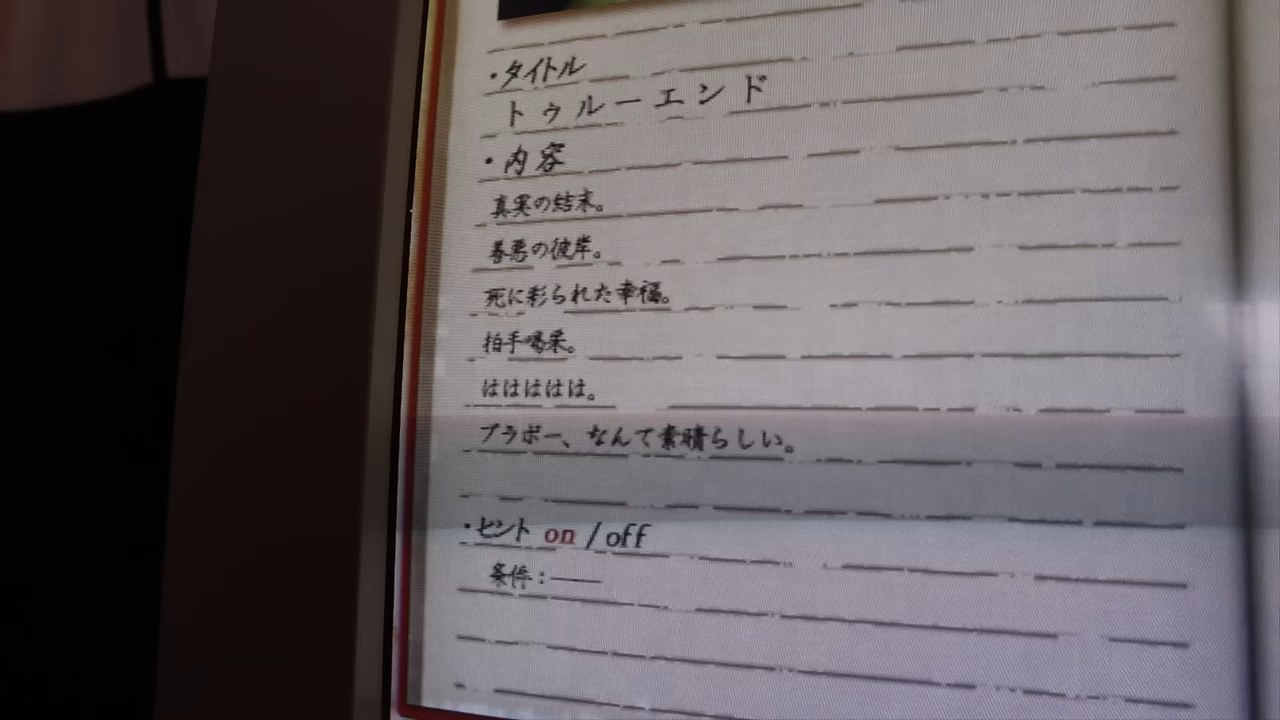 ・タイトル
トゥルーエンド
・内容
真実の結末。
善悪の彼岸。
死に彩られた幸福。
拍手喝采。
ははははは。
ブラボー、なんて素晴らしい。
・ヒント on / off
条件：――